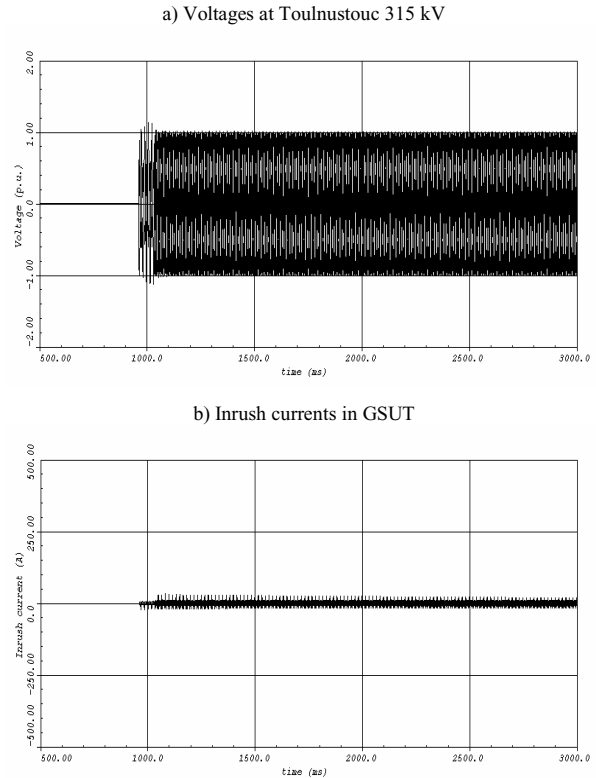 a) Voltages at Toulnustouc 315 kV
2.00
1.00
0.0
-1.00
-2.00
Voltage (p.u.)
500.00 1000.0 1500.0 2000.0 2500.0 3000.0
time (ms)
b) Inrush currents in GSUT
500.00
250.00
0.0
-250.00
-500.00
Inrush current (A)
500.00 1000.0 1500.0 2000.0 2500.0 3000.0
time (ms)